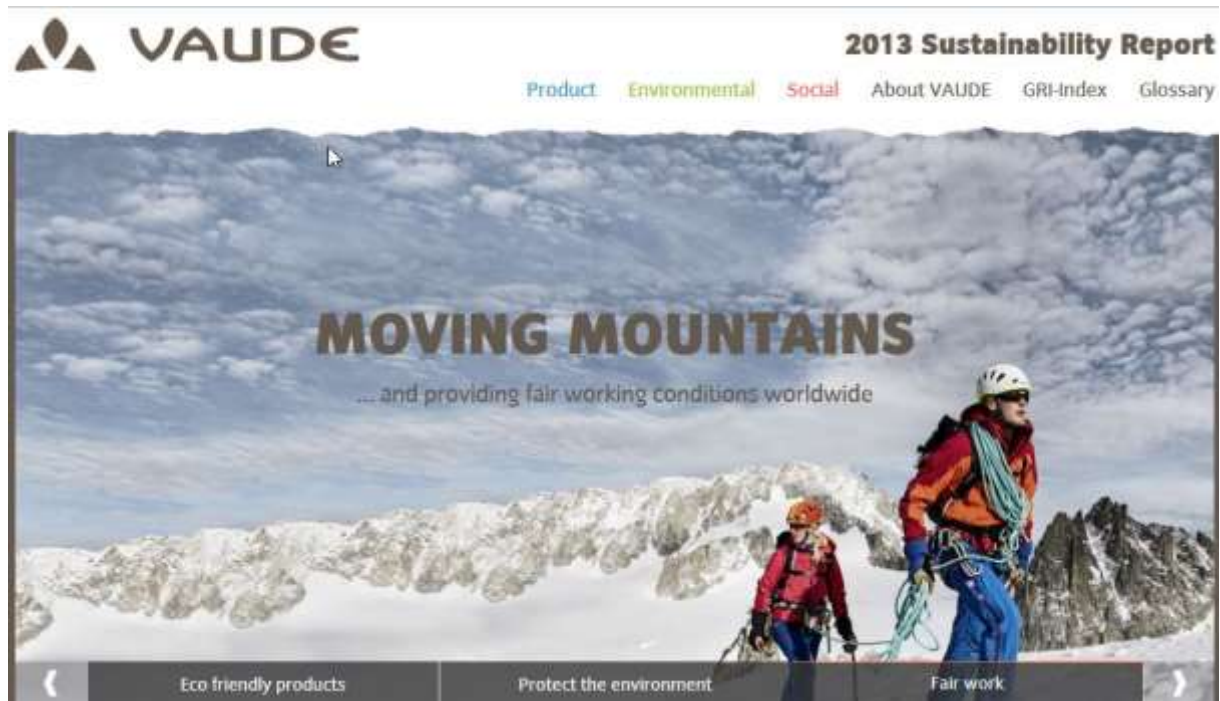 VAUDE
2013 Sustainability Report
Product Environmental Social About VAUDE GRI-Index Glossary
MOVING MOUNTAINS
... and providing fair working conditions worldwide
Eco friendly products Protect the environment Fair work